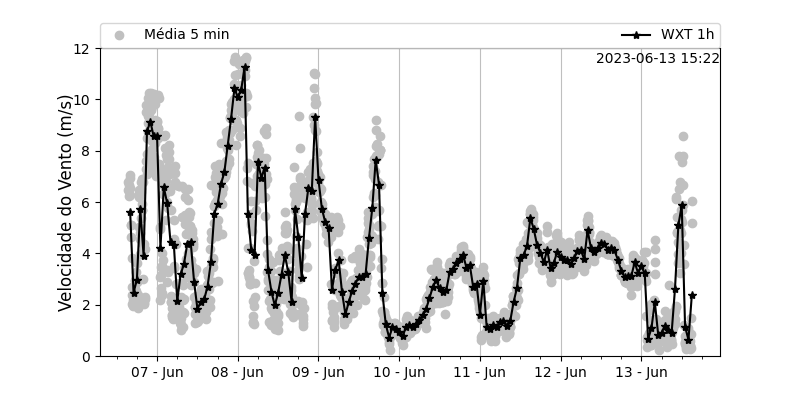 Média 5 min
WXT 1h
2023-06-13 15:22
Velocidade do Vento (m/s)
12
10
8
6
4
2
0
07 - Jun
08 - Jun
09 - Jun
10 - Jun
11 - Jun
12 - Jun
13 - Jun